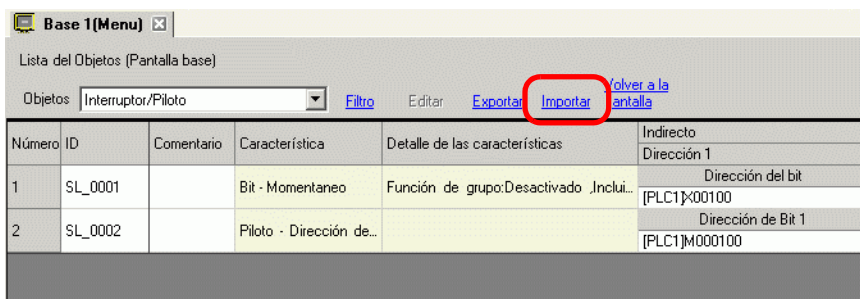 Base 1(Menu)
Lista del Objetos (Pantalla base)
Objetos Interruptor/Piloto Filtro Editar Exportar Importar Volver a la pantalla
Número ID Comentario Característica Detalle de las características Indirecto
Dirección 1
1 SL_0001 Bit - Momentaneo Función de grupo:Desactivado ,Inclui... Dirección del bit
[PLC1]X00100
2 SL_0002 Piloto - Dirección de... Dirección de Bit 1
[PLC1]M000100